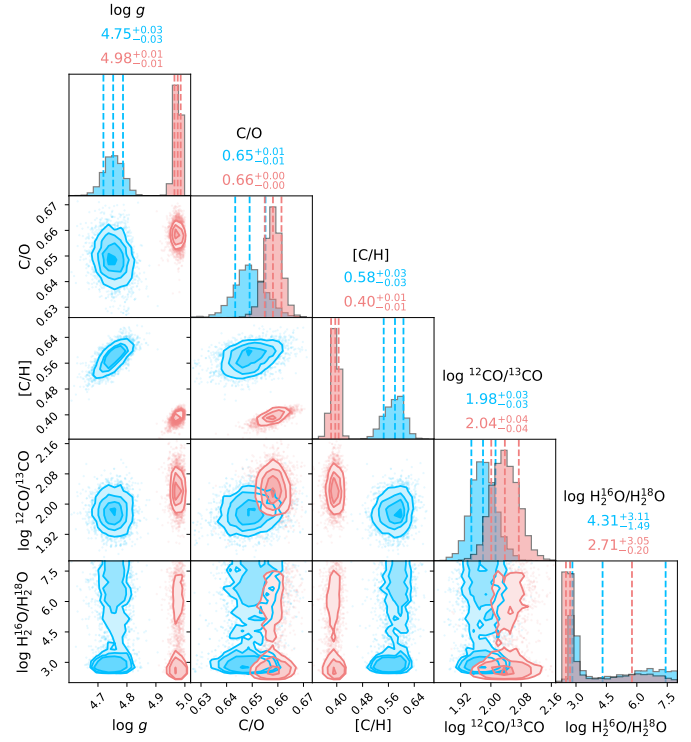 log g
4.75+0.03−0.03
4.98+0.01−0.01
C/O
0.65+0.01−0.01
0.66+0.00−0.00
C/O
0.67
0.66
0.65
0.64
0.63
[C/H]
0.58+0.03−0.03
0.40+0.01−0.01
[C/H]
0.64
0.56
0.48
0.40
log 12CO/13CO
1.98+0.03−0.03
2.04+0.04−0.04
log 12CO/13CO
2.16
2.08
2.00
1.92
log H216O/H218O
4.31+3.11−1.49
2.71+3.05−0.20
log H216O/H218O
7.5
6.0
4.5
3.0
4.7 4.8 4.9 5.0
0.63 0.64 0.65 0.66 0.67
0.40 0.48 0.56 0.64
1.92 2.00 2.08 2.16
3.0 4.5 6.0 7.5
log g
C/O
[C/H]
log 12CO/13CO
log H216O/H218O